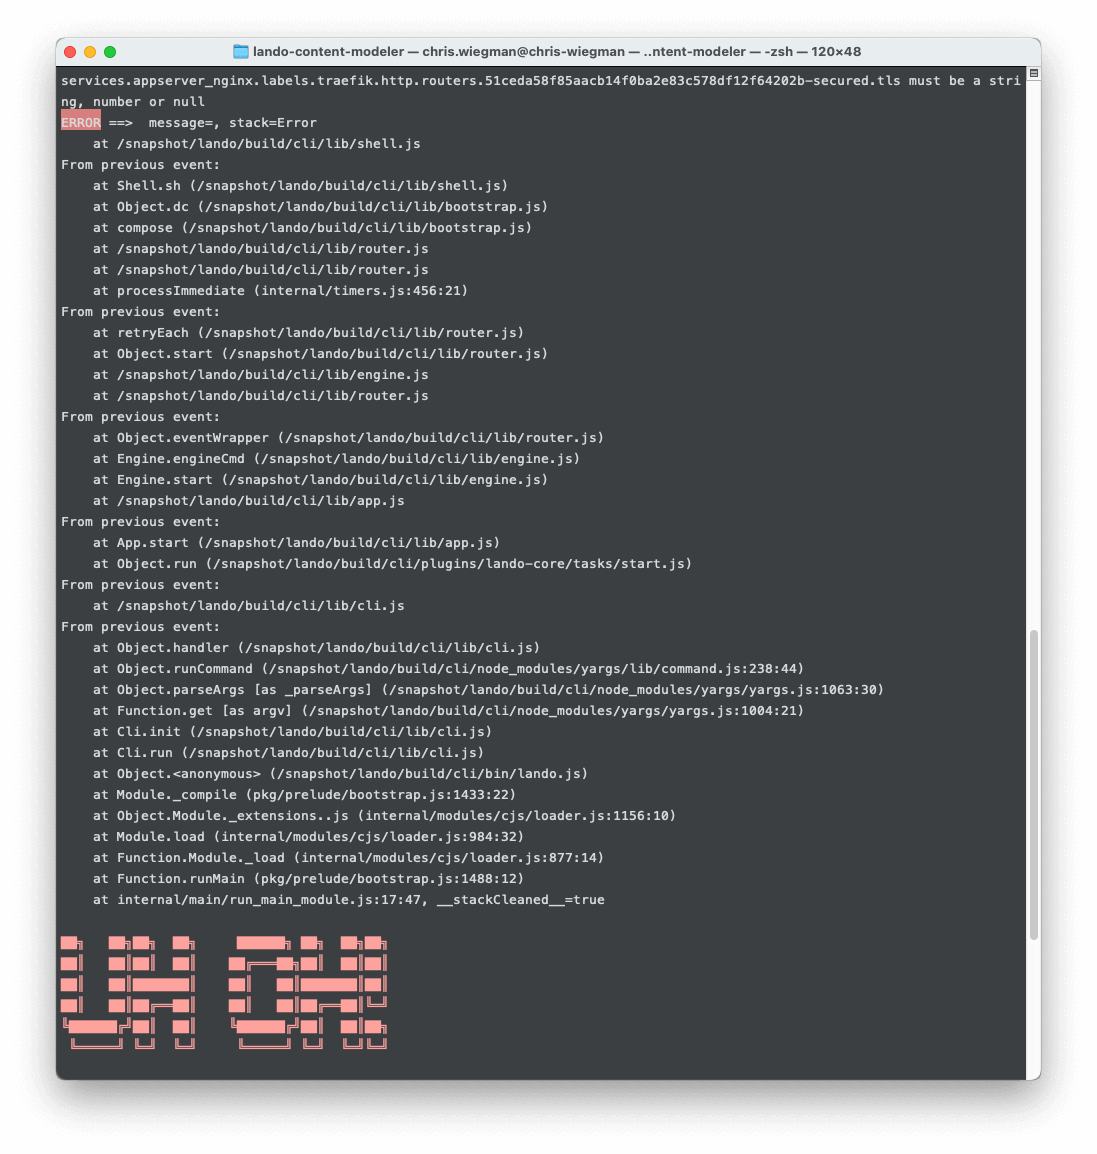 lando-content-modeler — chris.wiegman@chris-wiegman — ..ntent-modeler — -zsh — 120×48
services.appserver_nginx.labels.traefik.http.routers.51ceda58f85aacb14f0ba2e83c578df12f64202b-secured.tls must be a stri
ng, number or null
ERROR ==>  message=, stack=Error
    at /snapshot/lando/build/cli/lib/shell.js
From previous event:
    at Shell.sh (/snapshot/lando/build/cli/lib/shell.js)
    at Object.dc (/snapshot/lando/build/cli/lib/bootstrap.js)
    at compose (/snapshot/lando/build/cli/lib/bootstrap.js)
    at /snapshot/lando/build/cli/lib/router.js
    at /snapshot/lando/build/cli/lib/router.js
    at processImmediate (internal/timers.js:456:21)
From previous event:
    at retryEach (/snapshot/lando/build/cli/lib/router.js)
    at Object.start (/snapshot/lando/build/cli/lib/router.js)
    at /snapshot/lando/build/cli/lib/engine.js
    at /snapshot/lando/build/cli/lib/router.js
From previous event:
    at Object.eventWrapper (/snapshot/lando/build/cli/lib/router.js)
    at Engine.engineCmd (/snapshot/lando/build/cli/lib/engine.js)
    at Engine.start (/snapshot/lando/build/cli/lib/engine.js)
    at /snapshot/lando/build/cli/lib/app.js
From previous event:
    at App.start (/snapshot/lando/build/cli/lib/app.js)
    at Object.run (/snapshot/lando/build/cli/plugins/lando-core/tasks/start.js)
From previous event:
    at /snapshot/lando/build/cli/lib/cli.js
From previous event:
    at Object.handler (/snapshot/lando/build/cli/lib/cli.js)
    at Object.runCommand (/snapshot/lando/build/cli/node_modules/yargs/lib/command.js:238:44)
    at Object.parseArgs [as _parseArgs] (/snapshot/lando/build/cli/node_modules/yargs/yargs.js:1063:30)
    at Function.get [as argv] (/snapshot/lando/build/cli/node_modules/yargs/yargs.js:1004:21)
    at Cli.init (/snapshot/lando/build/cli/lib/cli.js)
    at Cli.run (/snapshot/lando/build/cli/lib/cli.js)
    at Object.<anonymous> (/snapshot/lando/build/cli/bin/lando.js)
    at Module._compile (pkg/prelude/bootstrap.js:1433:22)
    at Object.Module._extensions..js (internal/modules/cjs/loader.js:1156:10)
    at Module.load (internal/modules/cjs/loader.js:984:32)
    at Function.Module._load (internal/modules/cjs/loader.js:877:14)
    at Function.runMain (pkg/prelude/bootstrap.js:1488:12)
    at internal/main/run_main_module.js:17:47, __stackCleaned__=true
UH OH!